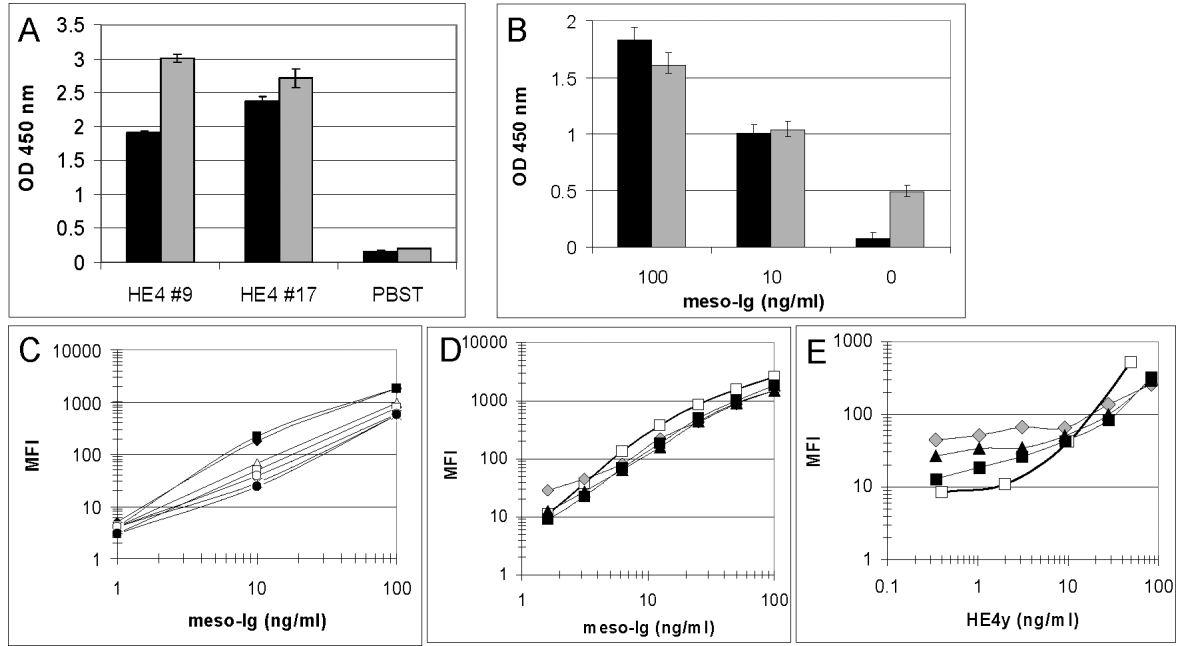 A
OD 450 nm
3.5
3
2.5
2
1.5
1
0.5
0
HE4 #9 HE4 #17 PBST
B
OD 450 nm
2
1.5
1
0.5
0
100 10 0
meso-Ig (ng/ml)
C
MFI
10000
1000
100
10
1
1 10 100
meso-Ig (ng/ml)
D
MFI
10000
1000
100
10
1
1 10 100
meso-Ig (ng/ml)
E
MFI
1000
100
10
1
0.1 1 10 100
HE4y (ng/ml)